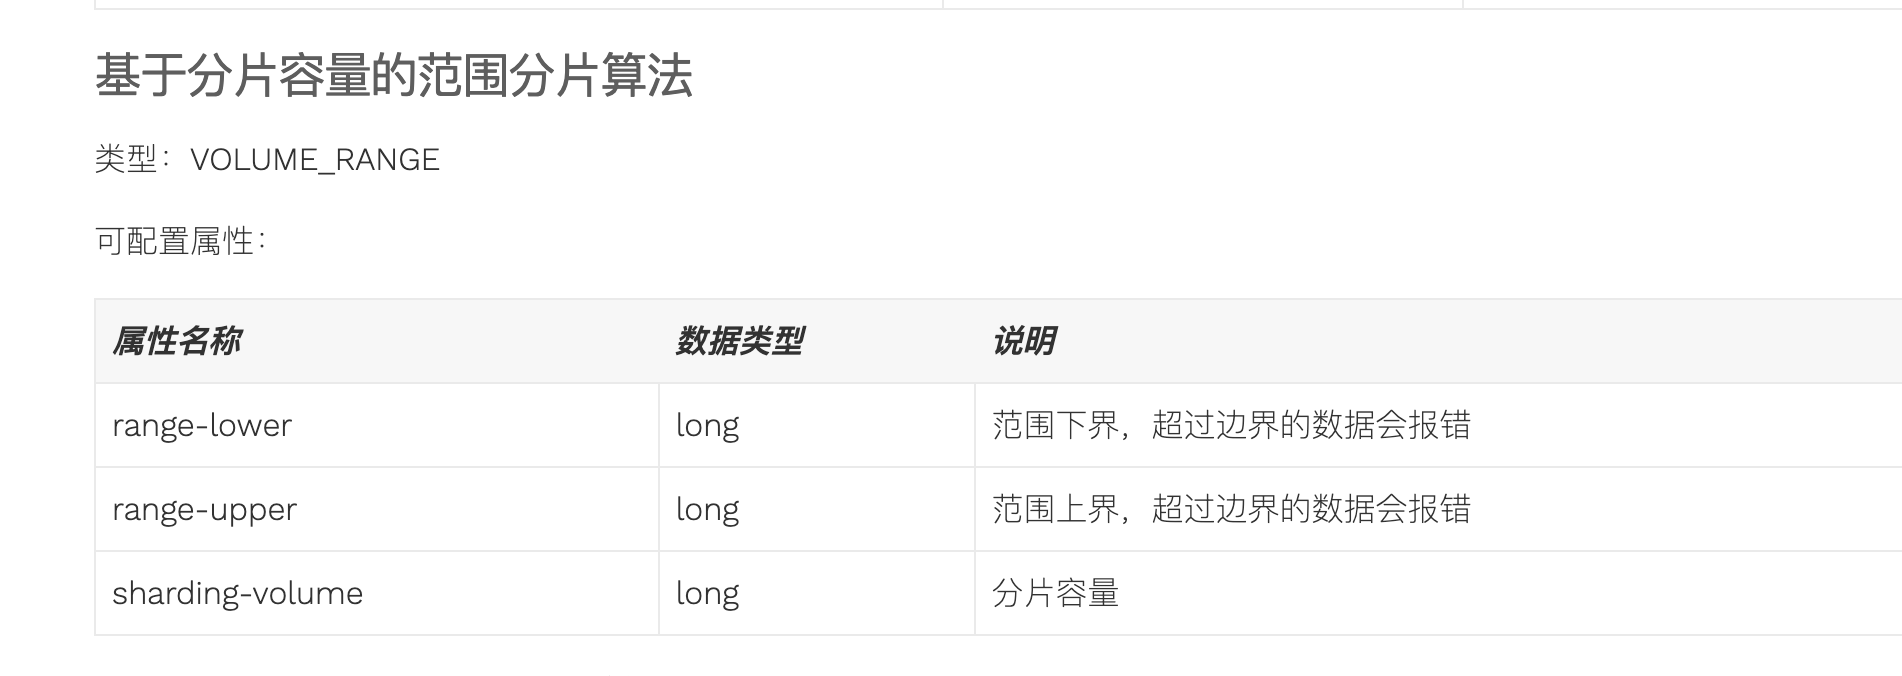 基于分片容量的范围分片算法
类型：VOLUME_RANGE
可配置属性：
属性名称 数据类型 说明
range-lower long 范围下界，超过边界的数据会报错
range-upper long 范围上界，超过边界的数据会报错
sharding-volume long 分片容量